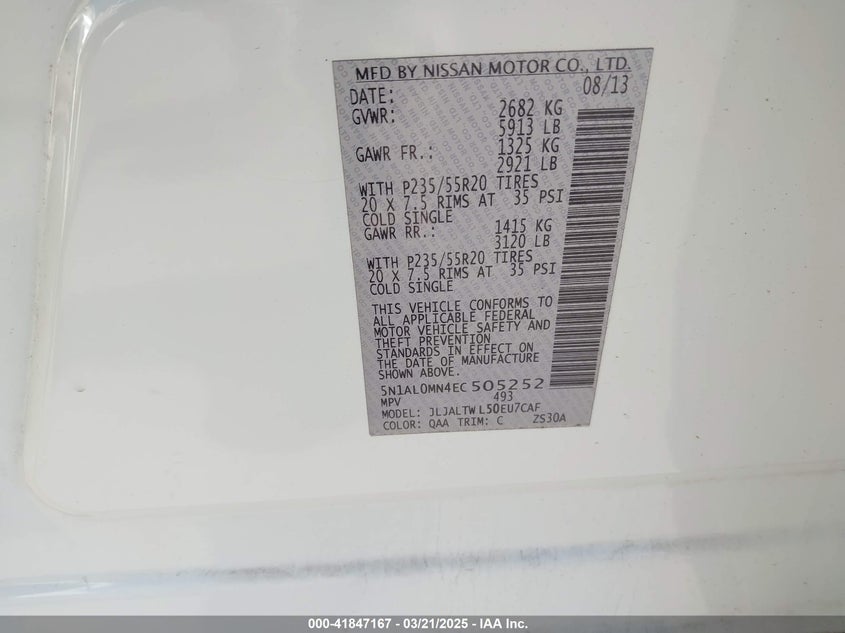 MFD BY NISSAN MOTOR CO., LTD.
DATE: 08/13
GVWR: 2682 KG
5913 LB
GAWR FR.: 1325 KG
2921 LB
WITH P235/55R20 TIRES
20 X 7.5 RIMS AT 35 PSI
COLD SINGLE
GAWR RR.: 1415 KG
3120 LB
WITH P235/55R20 TIRES
20 X 7.5 RIMS AT 35 PSI
COLD SINGLE
THIS VEHICLE CONFORMS TO
ALL APPLICABLE FEDERAL
MOTOR VEHICLE SAFETY AND
THEFT PREVENTION
STANDARDS IN EFFECT ON
THE DATE OF MANUFACTURE
SHOWN ABOVE.
5N1AL0MN4EC505252
MPV 493
MODEL: JLJALTWL50EU7CAF
COLOR: QAA TRIM: C ZS30A
000-41847167 - 03/21/2025 - IAA Inc.